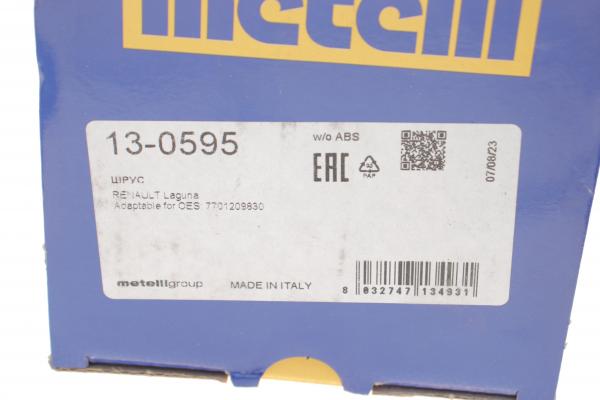 metelli
13-0595
w/o ABS
EAC
PAP
07/08/23
ШРУС
RENAULT Laguna
Adaptable for OES: 7701209830
metelligroup
MADE IN ITALY
8 032747 134931